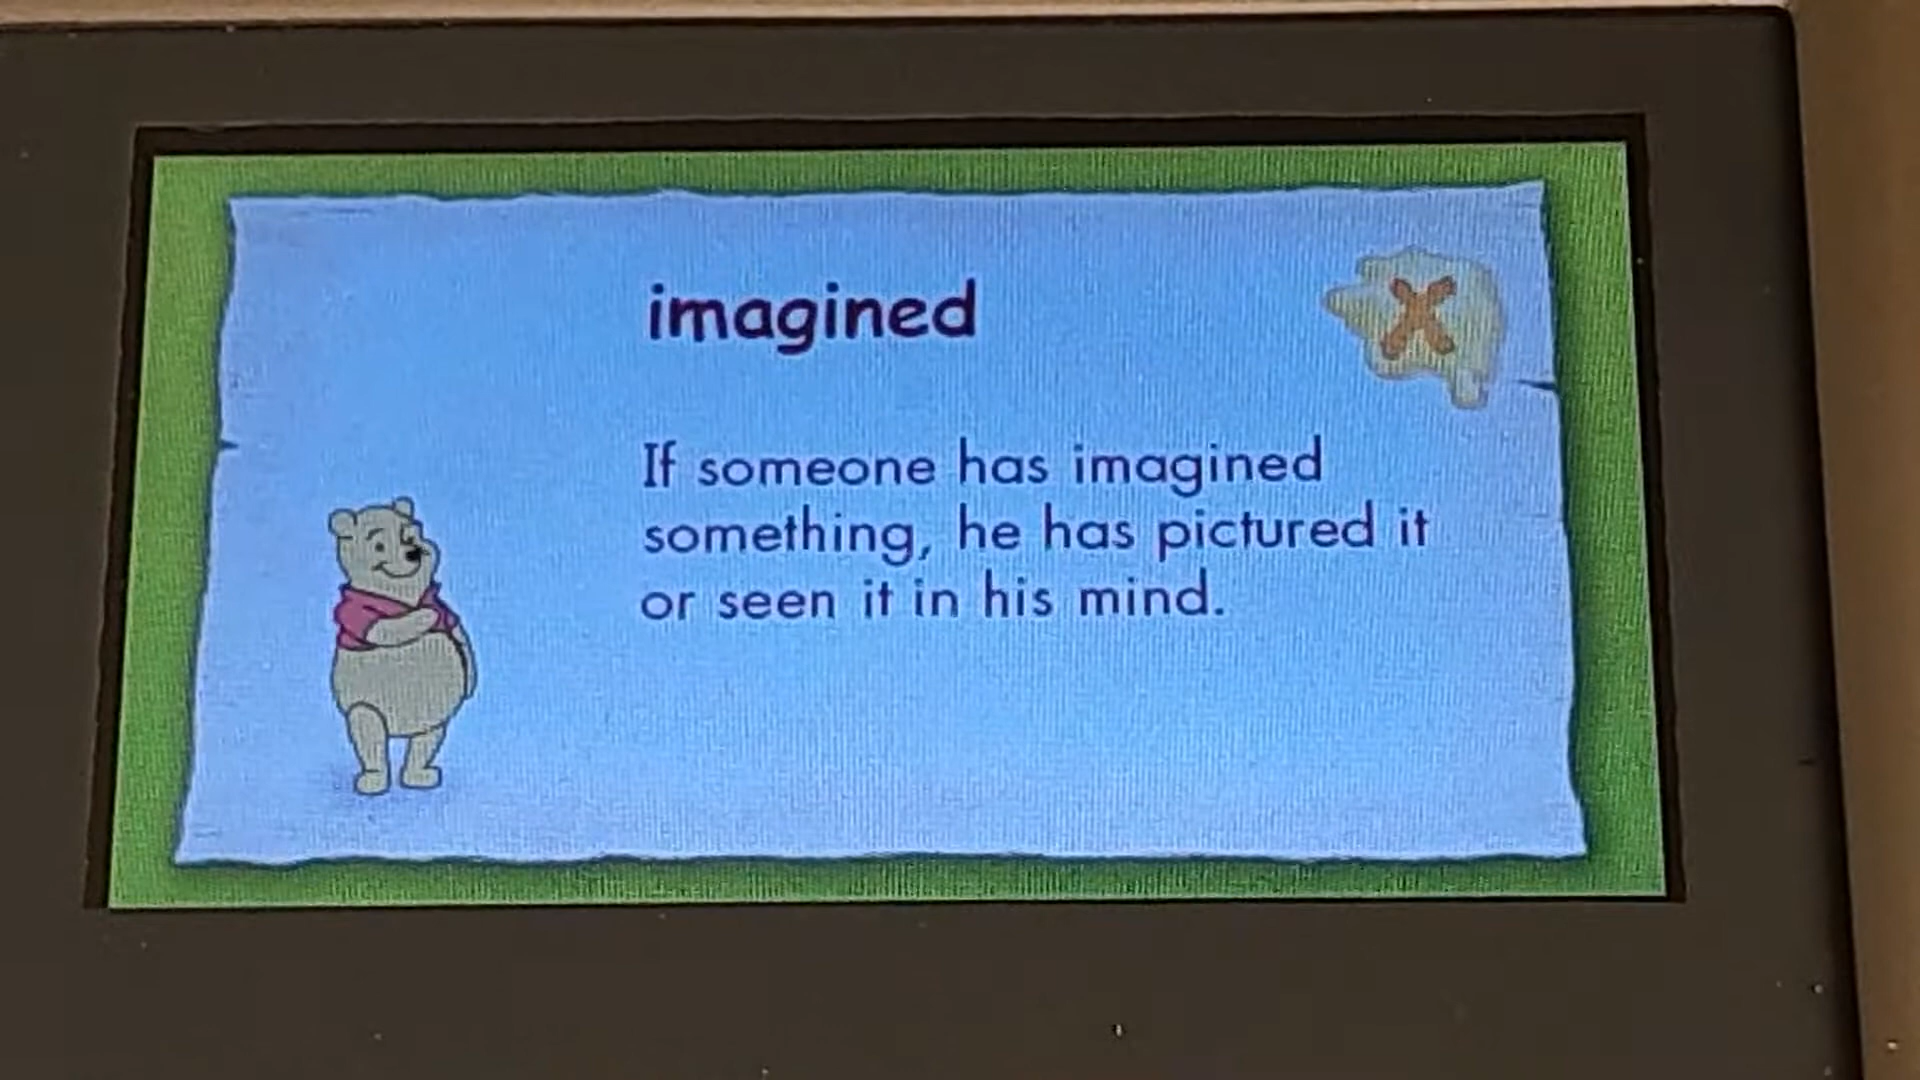 imagined
X
If someone has imagined
something, he has pictured it
or seen it in his mind.